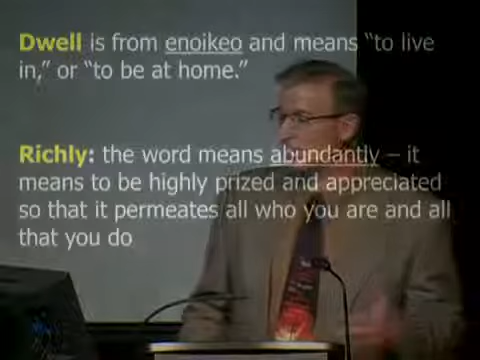 Dwell is from enoikeo and means “to live
in,” or “to be at home.”
Richly: the word means abundantly – it
means to be highly prized and appreciated
so that it permeates all who you are and all
that you do